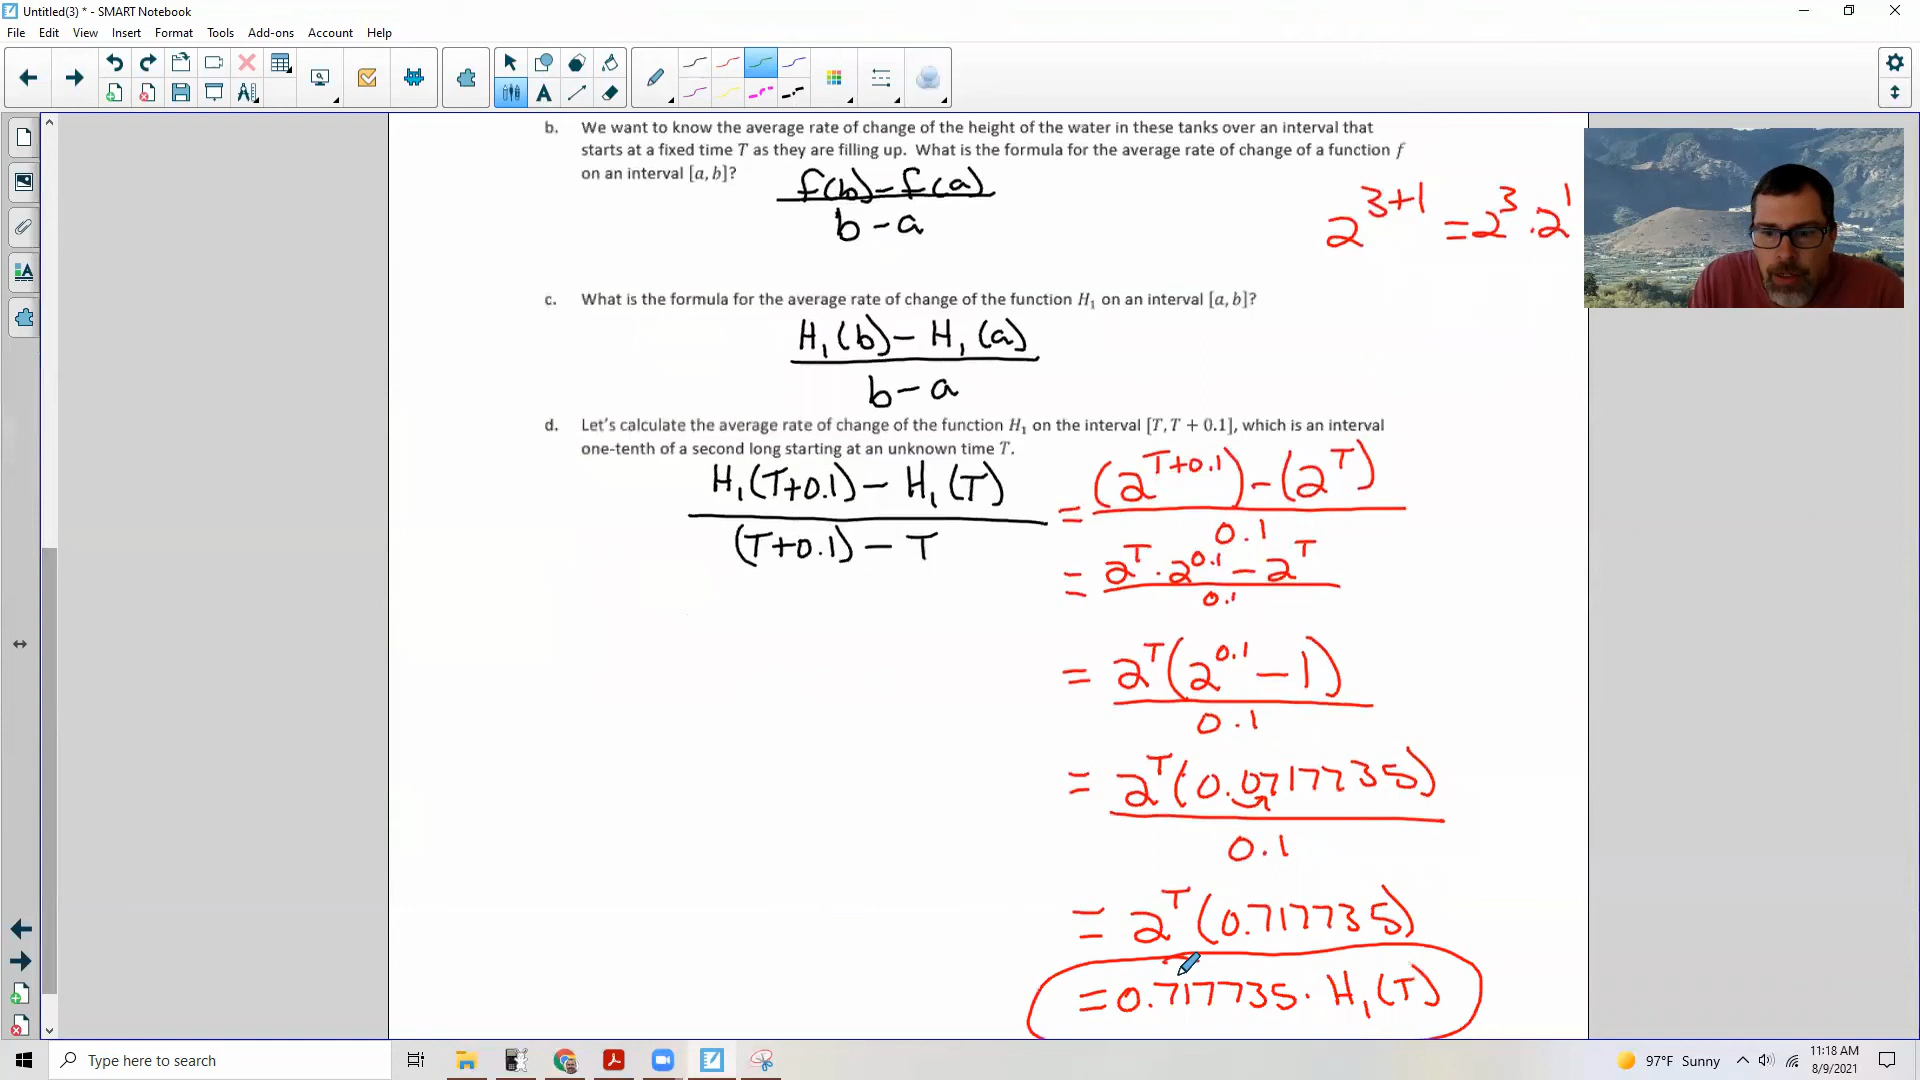 Untitled(3) * - SMART Notebook
File Edit View Insert Format Tools Add-ons Account Help
b. We want to know the average rate of change of the height of the water in these tanks over an interval that
starts at a fixed time T as they are filling up. What is the formula for the average rate of change of a function f
on an interval [a, b]?
f(b) - f(a)
b - a
2^{3+1} = 2^3 · 2^1
c. What is the formula for the average rate of change of the function H₁ on an interval [a, b]?
H₁(b) - H₁(a)
b - a
d. Let's calculate the average rate of change of the function H₁ on the interval [T, T + 0.1], which is an interval
one-tenth of a second long starting at an unknown time T.
H₁(T+0.1) - H₁(T)
(T+0.1) - T
= (2^{T+0.1}) - (2^T)
0.1
= 2^T · 2^{0.1} - 2^T
0.1
= 2^T(2^{0.1} - 1)
0.1
= 2^T(0.0717735)
0.1
= 2^T(0.717735)
= 0.717735 · H₁(T)
Type here to search
97°F Sunny
11:18 AM
8/9/2021